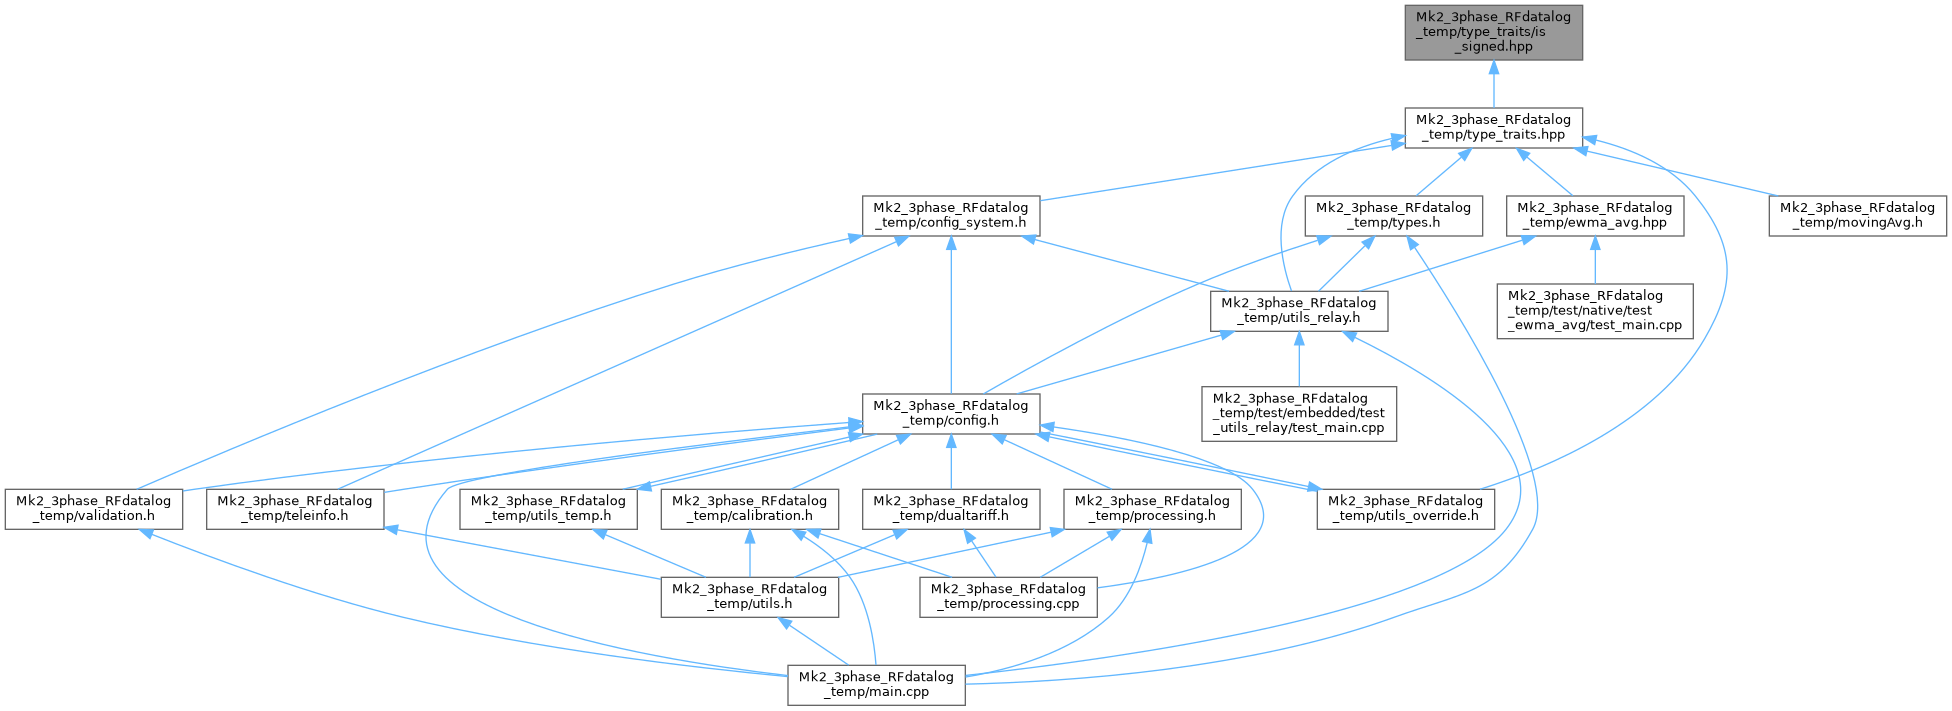 Mk2_3phase_RFdatalog
_temp/type_traits/is
_signed.hpp
Mk2_3phase_RFdatalog
_temp/type_traits.hpp
Mk2_3phase_RFdatalog
_temp/config_system.h
Mk2_3phase_RFdatalog
_temp/types.h
Mk2_3phase_RFdatalog
_temp/ewma_avg.hpp
Mk2_3phase_RFdatalog
_temp/movingAvg.h
Mk2_3phase_RFdatalog
_temp/utils_relay.h
Mk2_3phase_RFdatalog
_temp/test/native/test
_ewma_avg/test_main.cpp
Mk2_3phase_RFdatalog
_temp/config.h
Mk2_3phase_RFdatalog
_temp/test/embedded/test
_utils_relay/test_main.cpp
Mk2_3phase_RFdatalog
_temp/validation.h
Mk2_3phase_RFdatalog
_temp/teleinfo.h
Mk2_3phase_RFdatalog
_temp/utils_temp.h
Mk2_3phase_RFdatalog
_temp/calibration.h
Mk2_3phase_RFdatalog
_temp/dualtariff.h
Mk2_3phase_RFdatalog
_temp/processing.h
Mk2_3phase_RFdatalog
_temp/utils_override.h
Mk2_3phase_RFdatalog
_temp/utils.h
Mk2_3phase_RFdatalog
_temp/processing.cpp
Mk2_3phase_RFdatalog
_temp/main.cpp